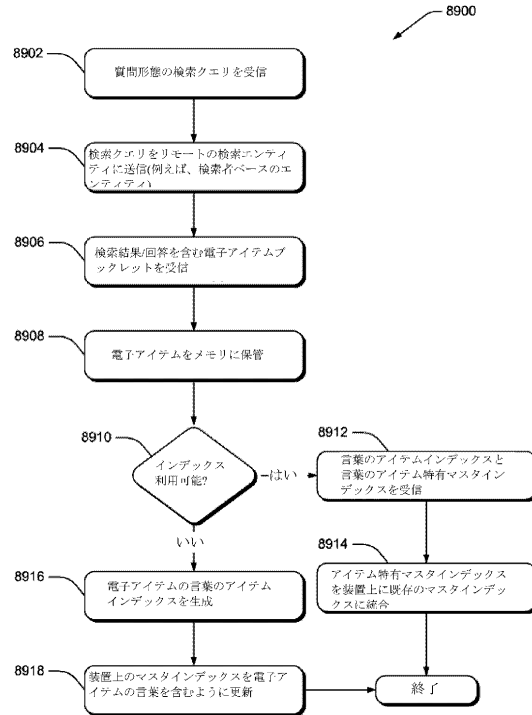 8900
8902
質問形態の検索クエリを受信
8904
検索クエリをリモートの検索エンティ
ティに送信(例えば、検索者ベースのエ
ンティティ)
8906
検索結果/回答を含む電子アイテムブ
ックレットを受信
8908
電子アイテムをメモリに保管
8910
インデックス
利用可能?
はい
8912
言葉のアイテムインデックスと
言葉のアイテム特有マスタイン
デックスを受信
いい
8914
アイテム特有マスタインデックス
を装置上に既存のマスタインデッ
クスに統合
8916
電子アイテムの言葉のアイテム
インデックスを生成
8918
装置上のマスタインデックスを電子ア
イテムの言葉を含むように更新
終了